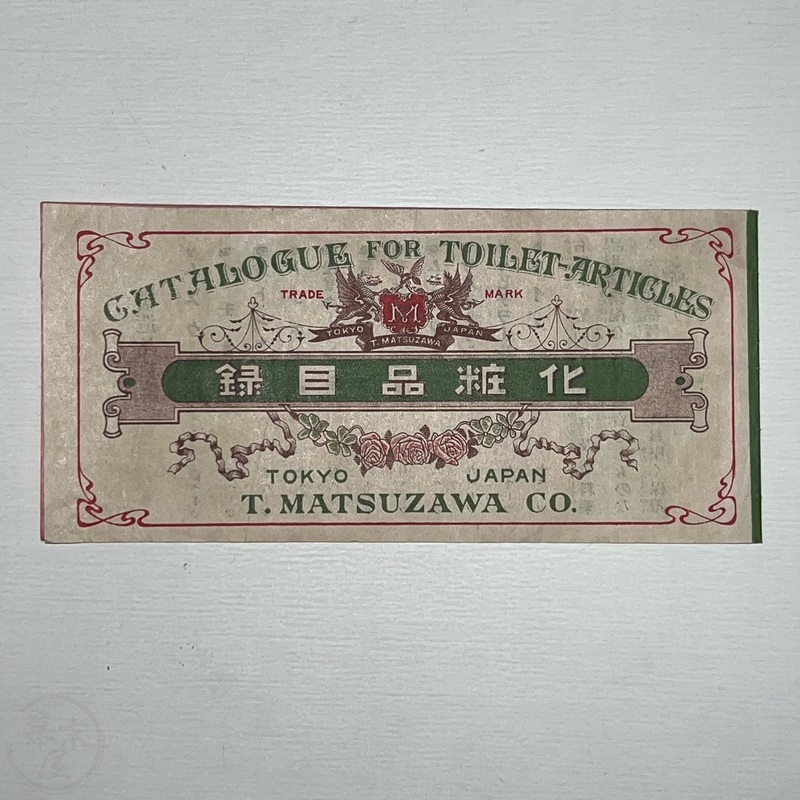 CATALOGUE FOR TOILET-ARTICLES
TRADE MARK
M
TOKYO JAPAN
T. MATSUZAWA
録目品粧化
TOKYO JAPAN
T. MATSUZAWA CO.